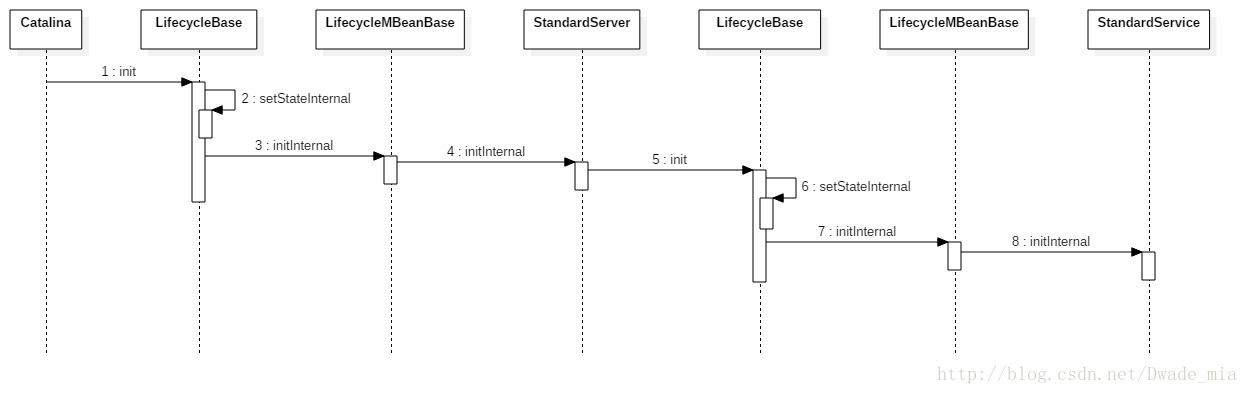 Catalina
LifecycleBase
LifecycleMBeanBase
StandardServer
LifecycleBase
LifecycleMBeanBase
StandardService
1 : init
2 : setStateInternal
3 : initInternal
4 : initInternal
5 : init
6 : setStateInternal
7 : initInternal
8 : initInternal
http://blog.csdn.net/Dwade_mia